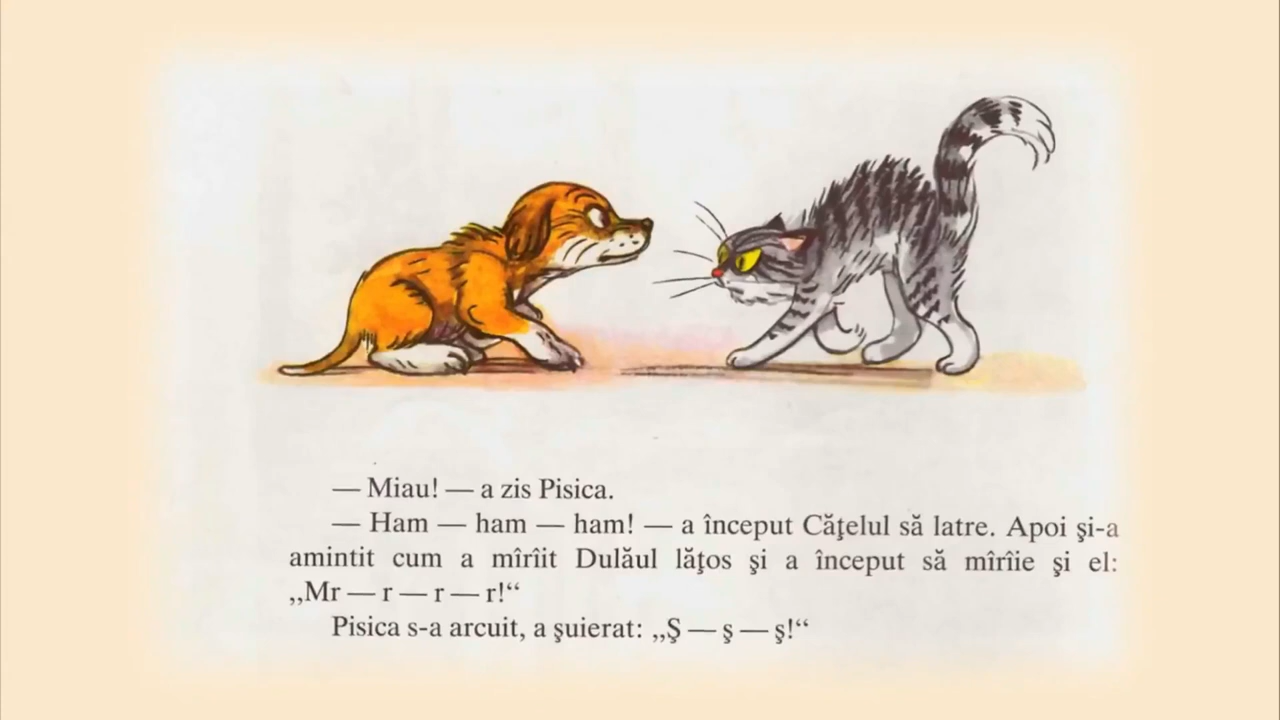 — Miau! — a zis Pisica.
— Ham — ham — ham! — a început Căţelul să latre. Apoi şi-a
amintit cum a mîrîit Dulăul lăţos şi a început să mîrîie şi el:
„Mr — r — r — r!“
Pisica s-a arcuit, a şuierat: „Ş — ş — ş!“